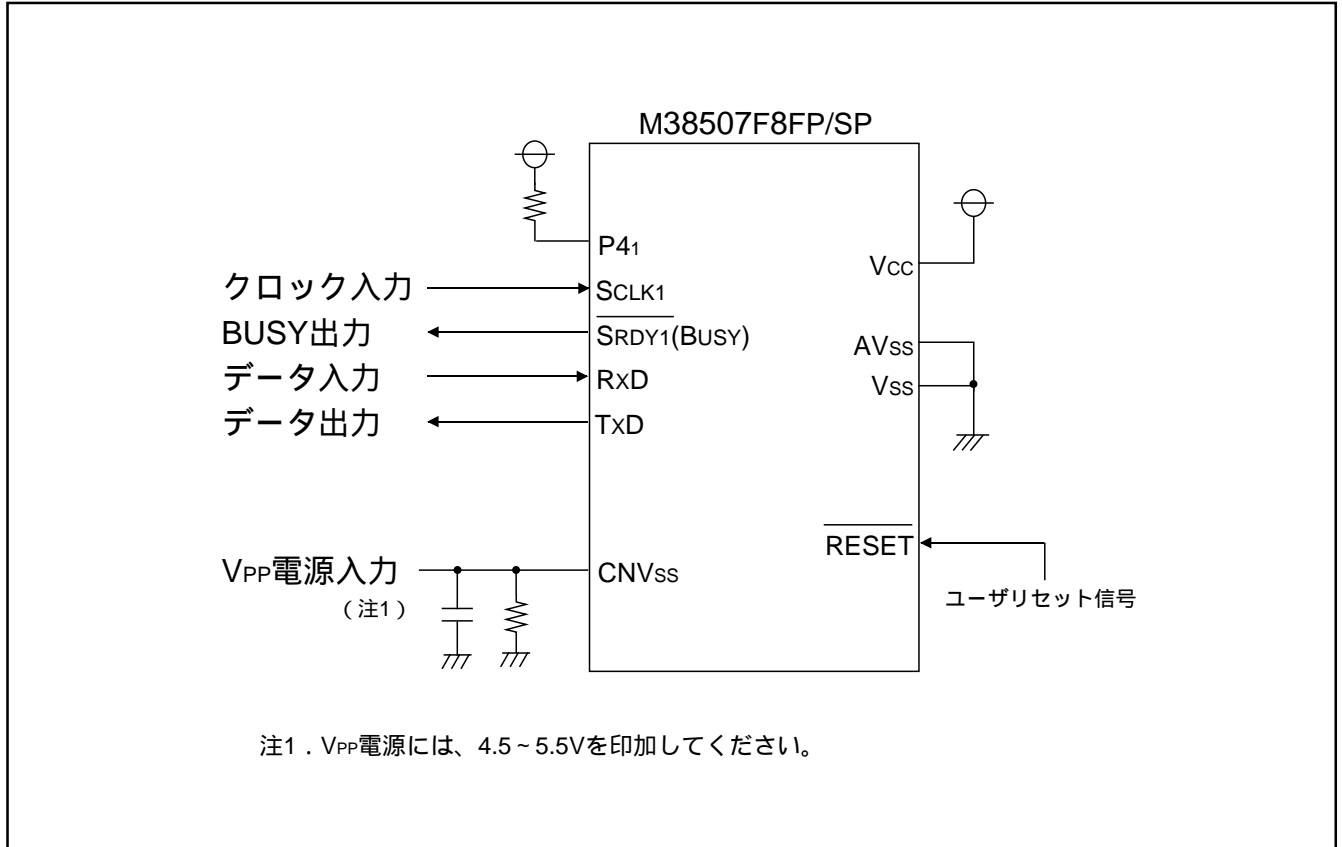 M38507F8FP/SP
P41
VCC
クロック入力
SCLK1
BUSY出力
SRDY1(BUSY)
AVSS
データ入力
RXD
VSS
データ出力
TXD
RESET
VPP電源入力
CNVSS
（注1）
ユーザリセット信号
注1．VPP電源には、4.5~5.5Vを印加してください。